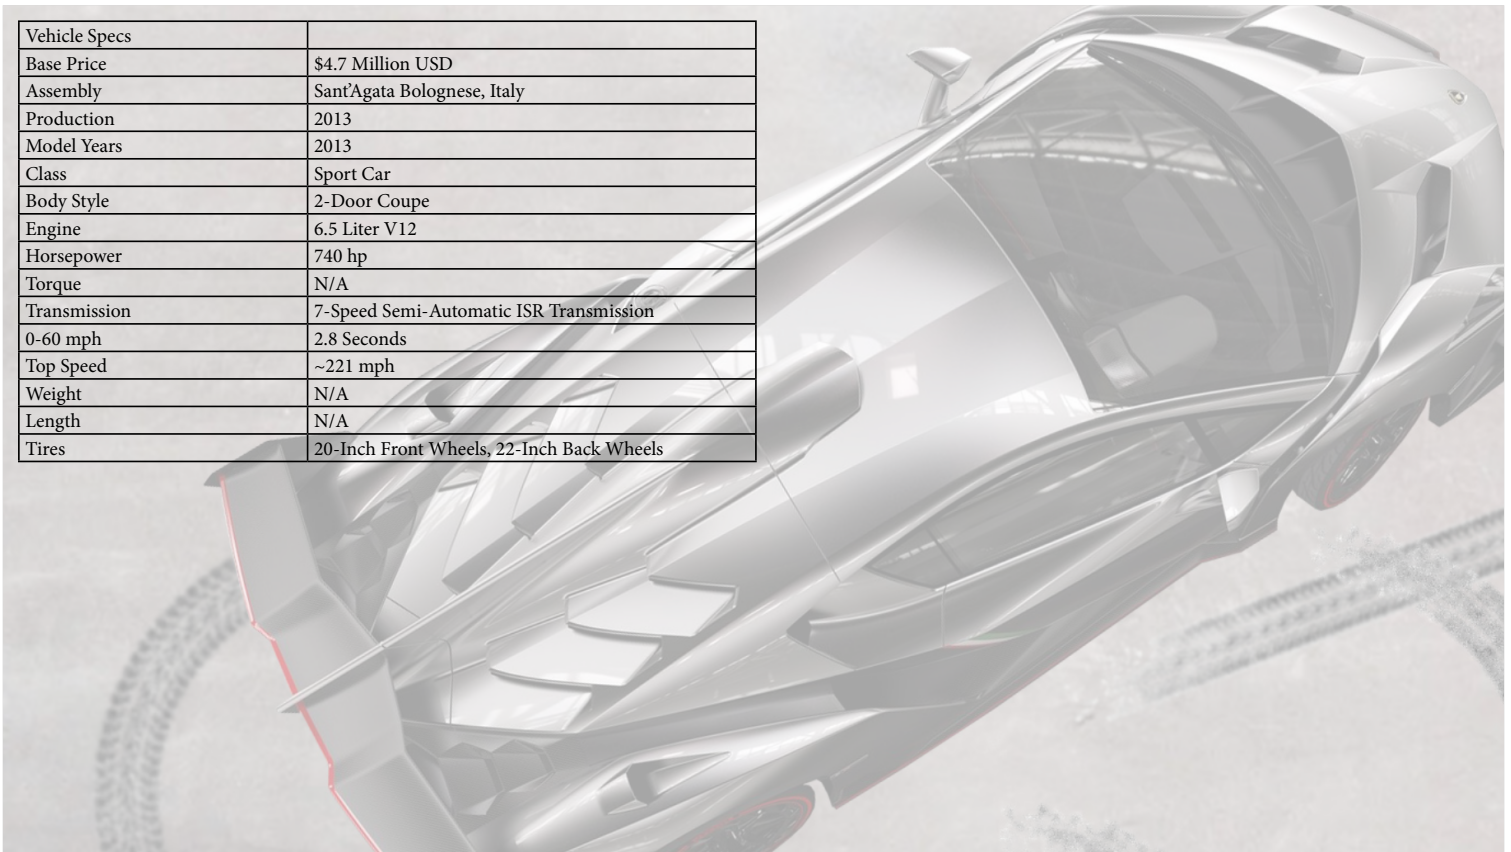 Vehicle Specs
Base Price $4.7 Million USD
Assembly Sant'Agata Bolognese, Italy
Production 2013
Model Years 2013
Class Sport Car
Body Style 2-Door Coupe
Engine 6.5 Liter V12
Horsepower 740 hp
Torque N/A
Transmission 7-Speed Semi-Automatic ISR Transmission
0-60 mph 2.8 Seconds
Top Speed ~221 mph
Weight N/A
Length N/A
Tires 20-Inch Front Wheels, 22-Inch Back Wheels